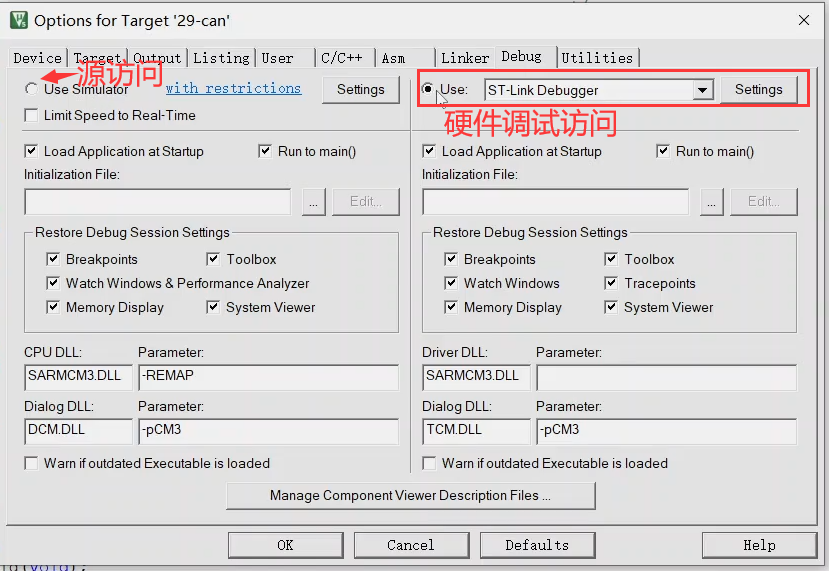 Options for Target '29-can'
Device Target Output Listing User C/C++ Asm Linker Debug Utilities
源访问
Use Simulator with restrictions Settings
Limit Speed to Real-Time
Load Application at Startup Run to main()
Initialization File:
... Edit...
Restore Debug Session Settings
Breakpoints Toolbox
Watch Windows & Performance Analyzer
Memory Display System Viewer
CPU DLL: Parameter:
SARMCM3.DLL -REMAP
Dialog DLL: Parameter:
DCM.DLL -pCM3
Warn if outdated Executable is loaded
Use: ST-Link Debugger Settings
硬件调试访问
Load Application at Startup Run to main()
Initialization File:
... Edit...
Restore Debug Session Settings
Breakpoints Toolbox
Watch Windows Tracepoints
Memory Display System Viewer
Driver DLL: Parameter:
SARMCM3.DLL
Dialog DLL: Parameter:
TCM.DLL -pCM3
Warn if outdated Executable is loaded
Manage Component Viewer Description Files ...
OK Cancel Defaults Help